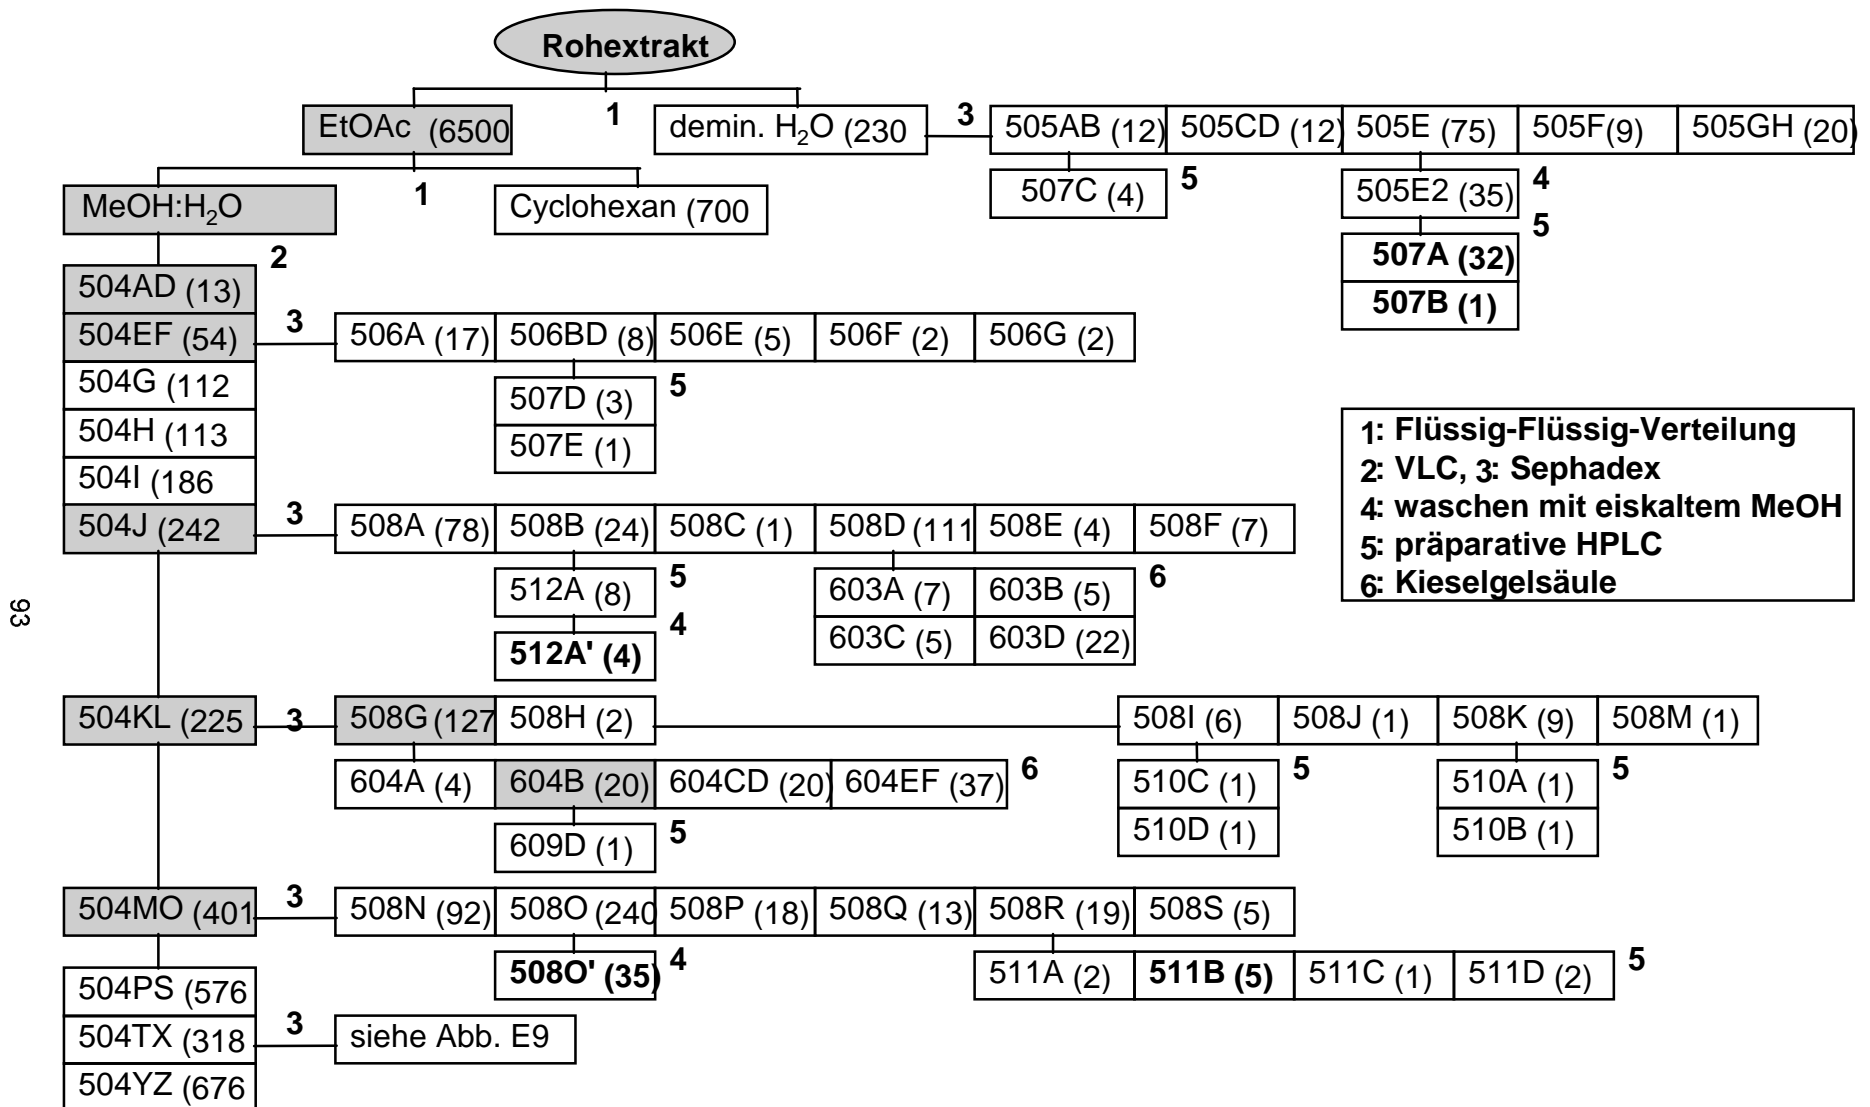 Rohextrakt
1
EtOAc (6500
demin. H₂O (230
3
505AB (12)
505CD (12)
505E (75)
505F(9)
505GH (20)
507C (4)
5
505E2 (35)
4
5
507A (32)
507B (1)
1
MeOH:H₂O
Cyclohexan (700
2
504AD (13)
504EF (54)
3
506A (17)
506BD (8)
506E (5)
506F (2)
506G (2)
504G (112
507D (3)
5
504H (113
507E (1)
504I (186
504J (242
3
508A (78)
508B (24)
508C (1)
508D (111
508E (4)
508F (7)
512A (8)
5
603A (7)
603B (5)
6
4
603C (5)
603D (22)
512A' (4)
1: Flüssig-Flüssig-Verteilung
2: VLC, 3: Sephadex
4: waschen mit eiskaltem MeOH
5: präparative HPLC
6: Kieselgelsäule
93
504KL (225
3
508G (127
508H (2)
508I (6)
508J (1)
508K (9)
508M (1)
604A (4)
604B (20)
604CD (20)
604EF (37)
6
510C (1)
5
510A (1)
5
609D (1)
5
510D (1)
510B (1)
504MO (401
3
508N (92)
508O (240
508P (18)
508Q (13)
508R (19)
508S (5)
508O' (35)
4
511A (2)
511B (5)
511C (1)
511D (2)
5
504PS (576
504TX (318
3
siehe Abb. E9
504YZ (676